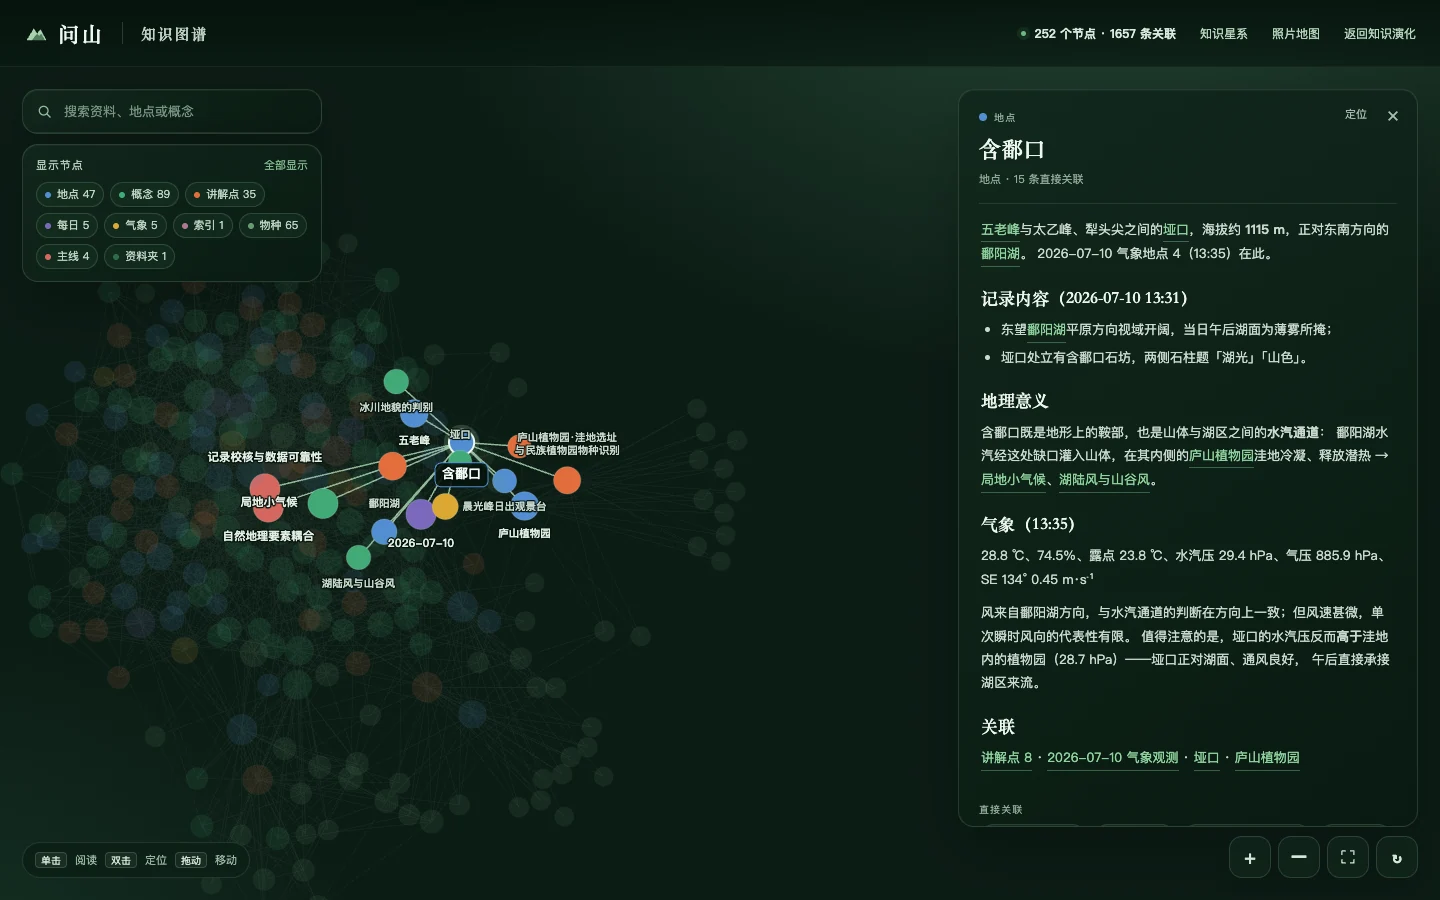 问山
知识图谱
252 个节点 · 1657 条关联
知识星系
照片地图
返回知识演化
搜索资料、地点或概念
显示节点
全部显示
地点 47
概念 89
讲解点 35
每日 5
气象 5
索引 1
物种 65
主线 4
资料夹 1
冰川地貌的判别
五老峰
垭口
庐山植物园·洼地选址
与民族植物园物种识别
记录校核与数据可靠性
含鄱口
局地小气候
鄱阳湖
晨光峰日出观景台
自然地理要素耦合
庐山植物园
2026-07-10
湖陆风与山谷风
单击 阅读 双击 定位 拖动 移动
地点
定位
×
含鄱口
地点 · 15 条直接关联
五老峰与太乙峰、犁头尖之间的垭口，海拔约 1115 m，正对东南方向的
鄱阳湖。 2026-07-10 气象地点 4（13:35）在此。
记录内容（2026-07-10 13:31）
• 东望鄱阳湖平原方向视域开阔，当日午后湖面为薄雾所掩；
• 垭口处立有含鄱口石坊，两侧石柱题「湖光」「山色」。
地理意义
含鄱口既是地形上的鞍部，也是山体与湖区之间的水汽通道： 鄱阳湖水
汽经这处缺口灌入山体，在其内侧的庐山植物园洼地冷凝、释放潜热 →
局地小气候、湖陆风与山谷风。
气象（13:35）
28.8 ℃、74.5%、露点 23.8 ℃、水汽压 29.4 hPa、气压 885.9 hPa、
SE 134° 0.45 m·s⁻¹
风来自鄱阳湖方向，与水汽通道的判断在方向上一致；但风速甚微，单
次瞬时风向的代表性有限。 值得注意的是，垭口的水汽压反而高于洼地
内的植物园（28.7 hPa）——垭口正对湖面、通风良好， 午后直接承接
湖区来流。
关联
讲解点 8 · 2026-07-10 气象观测 · 垭口 · 庐山植物园
直接关联